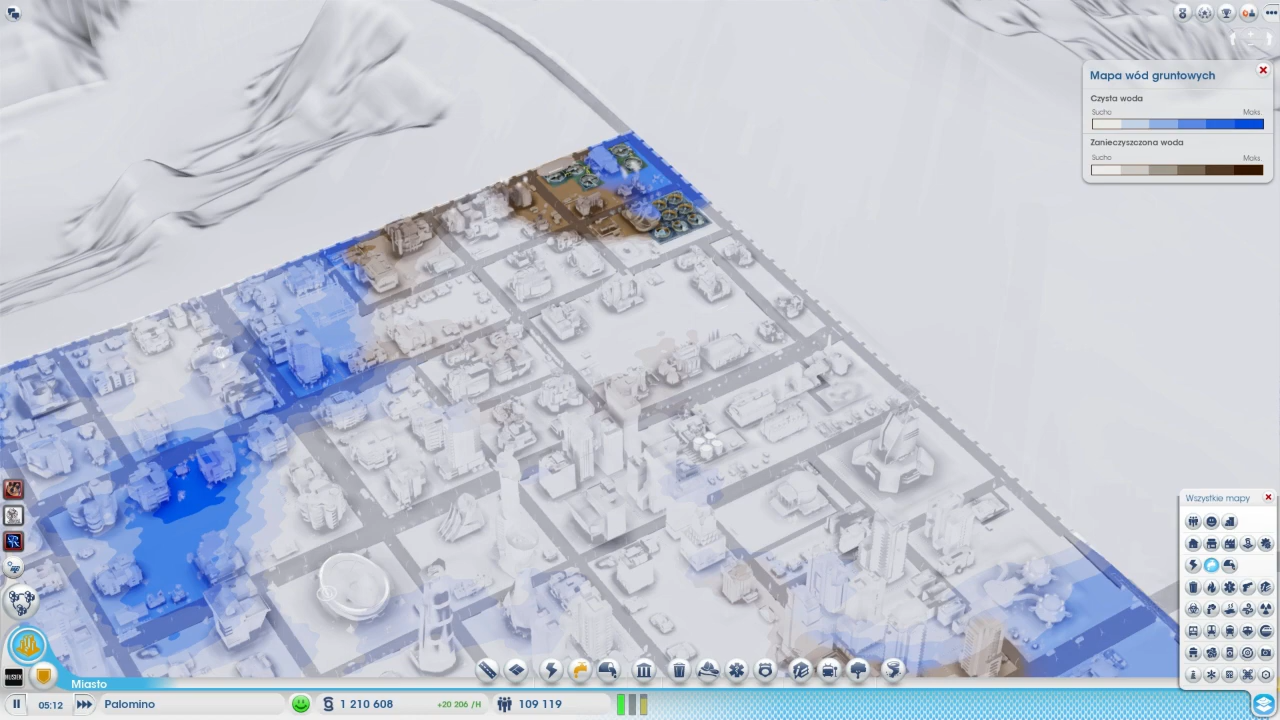 Mapa wód gruntowych
Czysta woda
Sucho Maks.
Zanieczyszczona woda
Sucho Maks.
Wszystkie mapy
HUSIEK
Miasto
05:12 Palomino 1 210 608 +20 206 /H 109 119